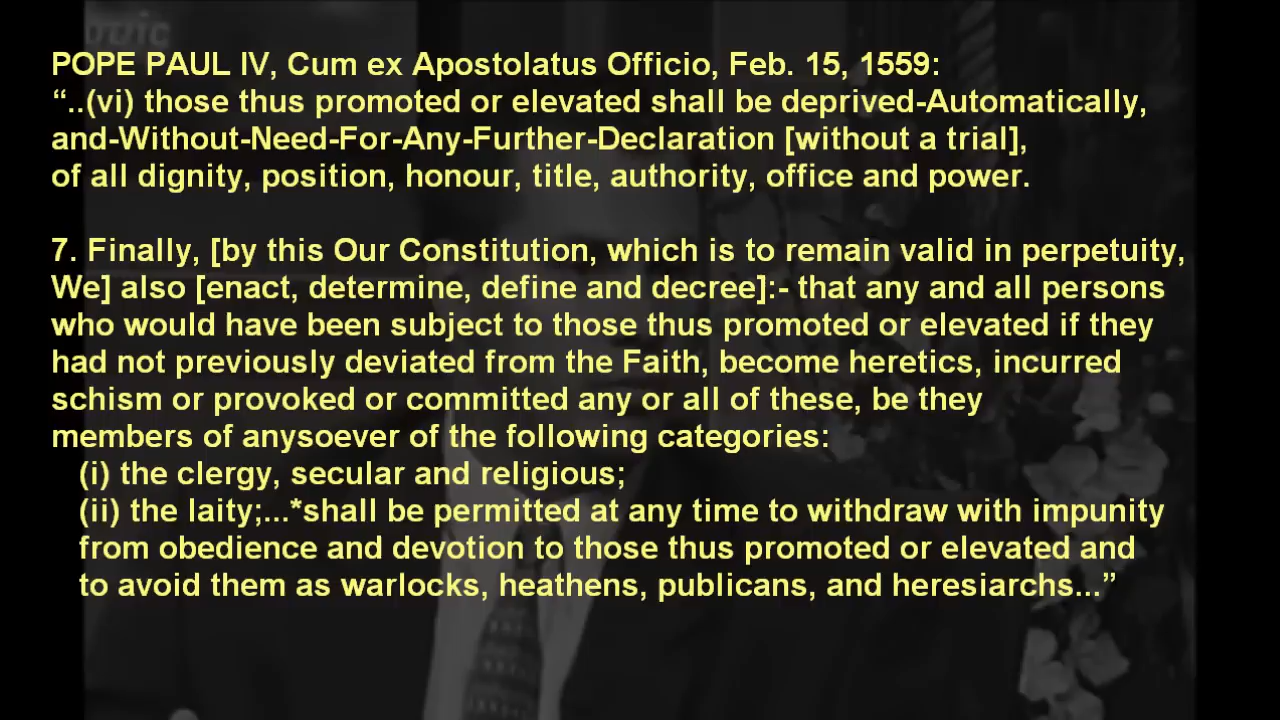 POPE PAUL IV, Cum ex Apostolatus Officio, Feb. 15, 1559:
“..(vi) those thus promoted or elevated shall be deprived-Automatically,
and-Without-Need-For-Any-Further-Declaration [without a trial],
of all dignity, position, honour, title, authority, office and power.
7. Finally, [by this Our Constitution, which is to remain valid in perpetuity,
We] also [enact, determine, define and decree]:- that any and all persons
who would have been subject to those thus promoted or elevated if they
had not previously deviated from the Faith, become heretics, incurred
schism or provoked or committed any or all of these, be they
members of anysoever of the following categories:
(i) the clergy, secular and religious;
(ii) the laity;...*shall be permitted at any time to withdraw with impunity
from obedience and devotion to those thus promoted or elevated and
to avoid them as warlocks, heathens, publicans, and heresiarchs...”